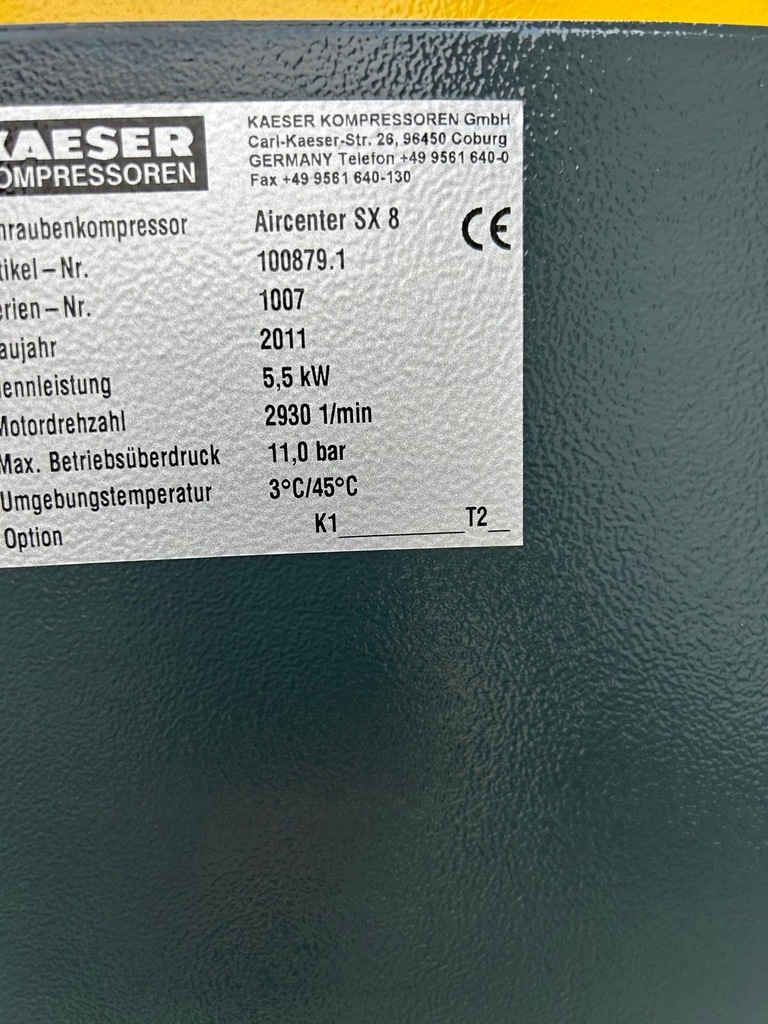 KAESER
KOMPRESSOREN
KAESER KOMPRESSOREN GmbH
Carl-Kaeser-Str. 26, 96450 Coburg
GERMANY Telefon +49 9561 640-0
Fax +49 9561 640-130
hraubenkompressor Aircenter SX 8 CE
tikel – Nr. 100879.1
erien – Nr. 1007
aujahr 2011
ennleistung 5,5 kW
Motordrehzahl 2930 1/min
Max. Betriebsüberdruck 11,0 bar
Umgebungstemperatur 3°C/45°C
Option K1__________T2__